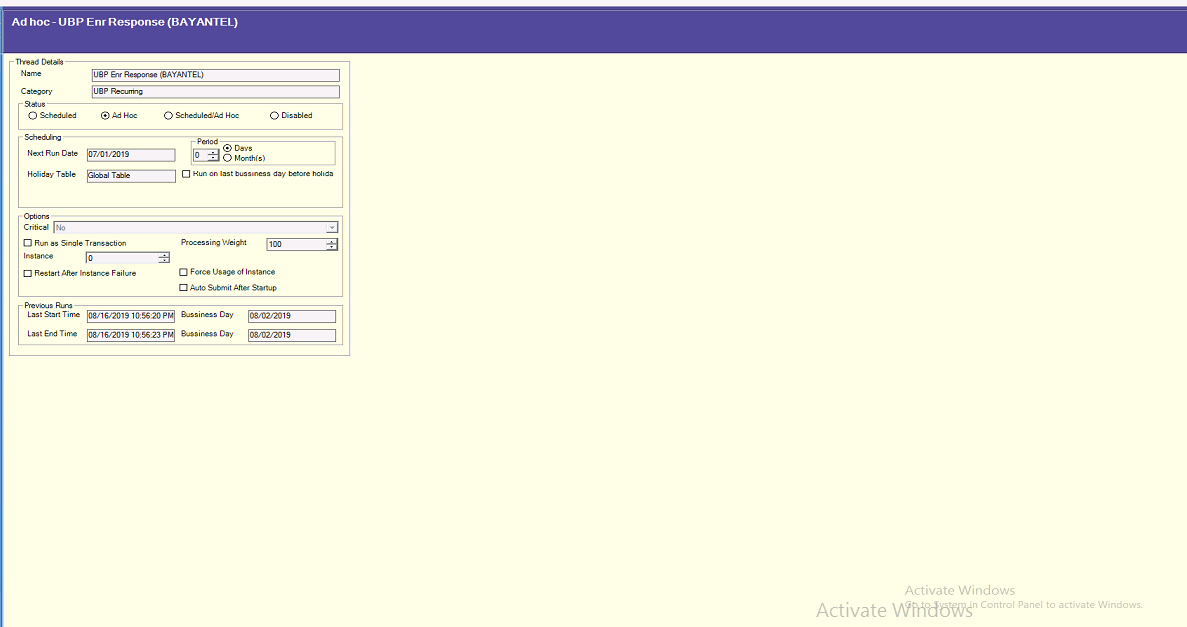 Ad hoc - UBP Enr Response (BAYANTEL)
Thread Details
Name UBP Enr Response (BAYANTEL)
Category UBP Recurring
Status
Scheduled Ad Hoc Scheduled/Ad Hoc Disabled
Scheduling
Period
Next Run Date 07/01/2019 0 Days
Month(s)
Holiday Table Global Table Run on last bussiness day before holida
Options
Critical No
Run as Single Transaction Processing Weight 100
Instance 0
Restart After Instance Failure Force Usage of Instance
Auto Submit After Startup
Previous Runs
Last Start Time 08/16/2019 10:56:20 PM Bussiness Day 08/02/2019
Last End Time 08/16/2019 10:56:23 PM Bussiness Day 08/02/2019
Activate Windows
Go to System in Control Panel to activate Windows.
Activate Windows